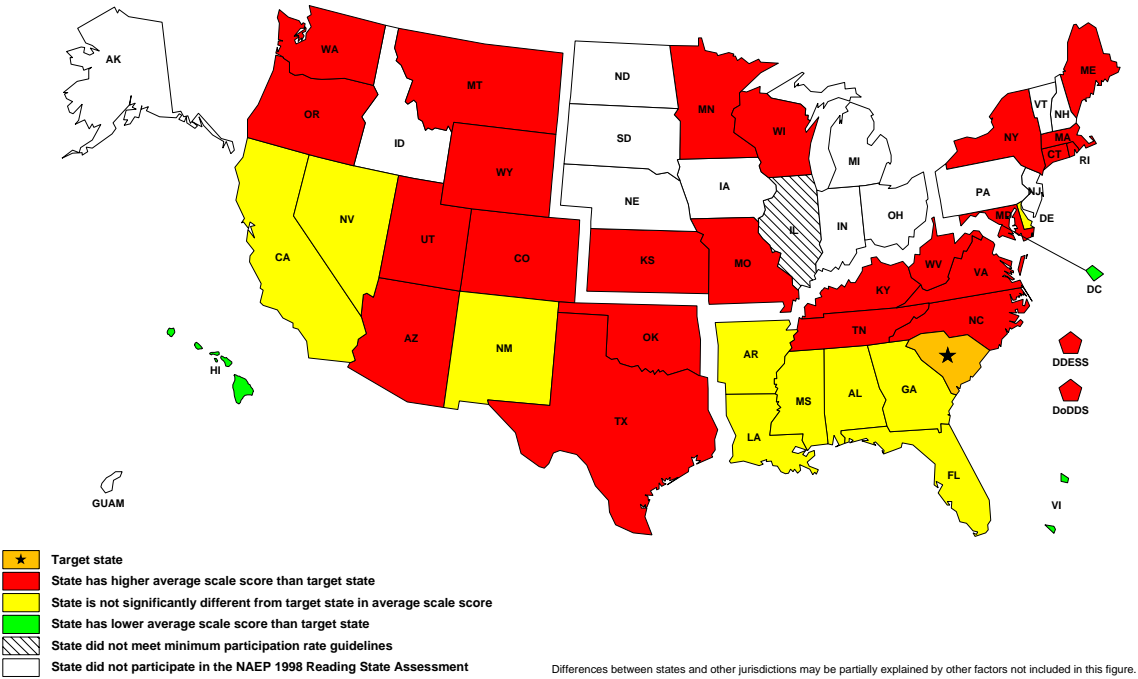 AK
WA
MT
ND
MN
ME
VT
NH
OR
NY
WI
MA
ID
SD
CT
RI
MI
WY
PA
NJ
IA
NE
OH
IN
IL
MD
DE
NV
UT
CA
CO
KS
MO
WV
VA
DC
KY
NC
TN
AZ
NM
OK
AR
HI
DDESS
GA
MS
AL
DoDDS
TX
LA
FL
GUAM
VI
Target state
State has higher average scale score than target state
State is not significantly different from target state in average scale score
State has lower average scale score than target state
State did not meet minimum participation rate guidelines
State did not participate in the NAEP 1998 Reading State Assessment
Differences between states and other jurisdictions may be partially explained by other factors not included in this figure.